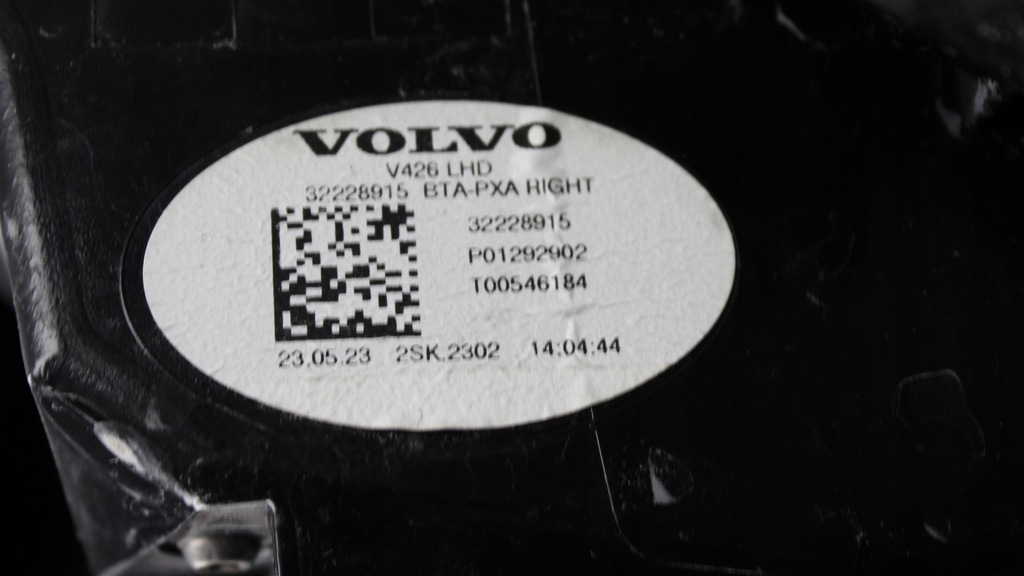 VOLVO
V426 LHD
32228915 BTA-PXA RIGHT
32228915
P01292902
T00546184
23.05.23 2SK.2302 14:04:44